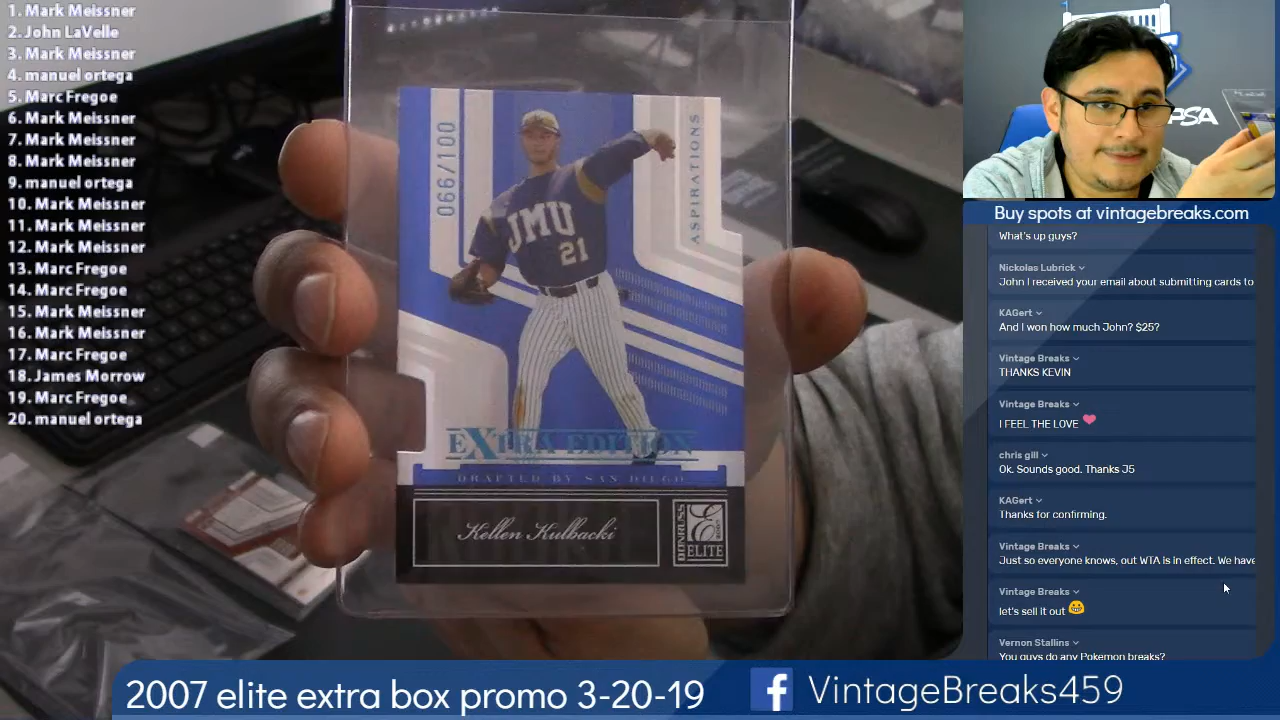 1. Mark Meissner
2. John LaVelle
3. Mark Meissner
4. manuel ortega
5. Marc Fregoe
6. Mark Meissner
7. Mark Meissner
8. Mark Meissner
9. manuel ortega
10. Mark Meissner
11. Mark Meissner
12. Mark Meissner
13. Marc Fregoe
14. Marc Fregoe
15. Mark Meissner
16. Mark Meissner
17. Marc Fregoe
18. James Morrow
19. Marc Fregoe
20. manuel ortega
066/100
ASPIRATIONS
JMU
21
EXTRA EDITION
DRAFTED BY SAN DIEGO
Kellen Kulbacki
DONRUSS
E
ELITE
PSA
Buy spots at vintagebreaks.com
What's up guys?
Nickolas Lubrick
John I received your email about submitting cards to
KAGert
And I won how much John? $25?
Vintage Breaks
THANKS KEVIN
Vintage Breaks
I FEEL THE LOVE ❤
chris gill
Ok. Sounds good. Thanks J5
KAGert
Thanks for confirming.
Vintage Breaks
Just so everyone knows, out WTA is in effect. We have
Vintage Breaks
let's sell it out 😀
Vernon Stallins
You guys do any Pokemon breaks?
2007 elite extra box promo 3-20-19
f VintageBreaks459